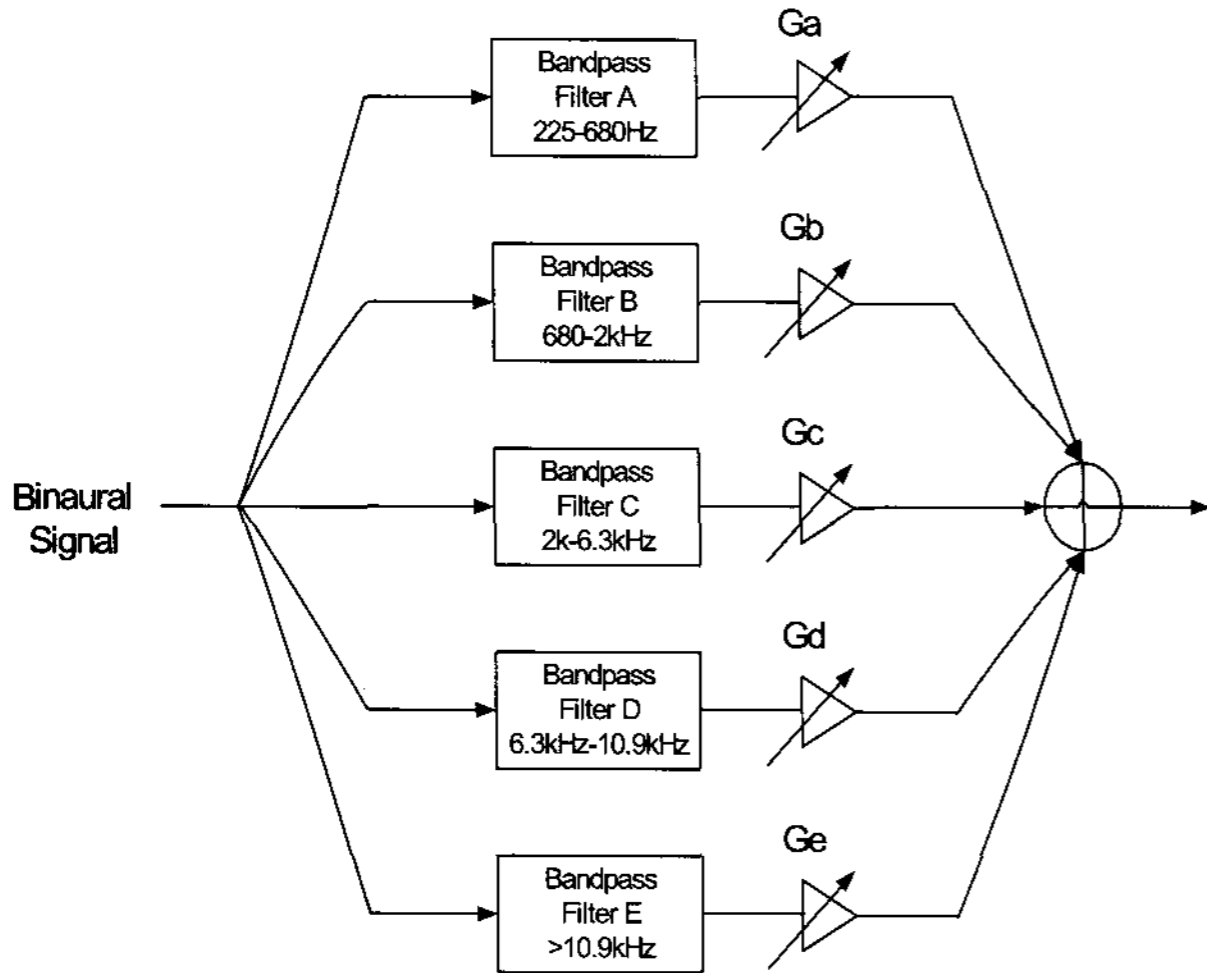 Ga
Bandpass
Filter A
225-680Hz
Gb
Bandpass
Filter B
680-2kHz
Gc
Bandpass
Filter C
2k-6.3kHz
Binaural
Signal
Gd
Bandpass
Filter D
6.3kHz-10.9kHz
Ge
Bandpass
Filter E
>10.9kHz